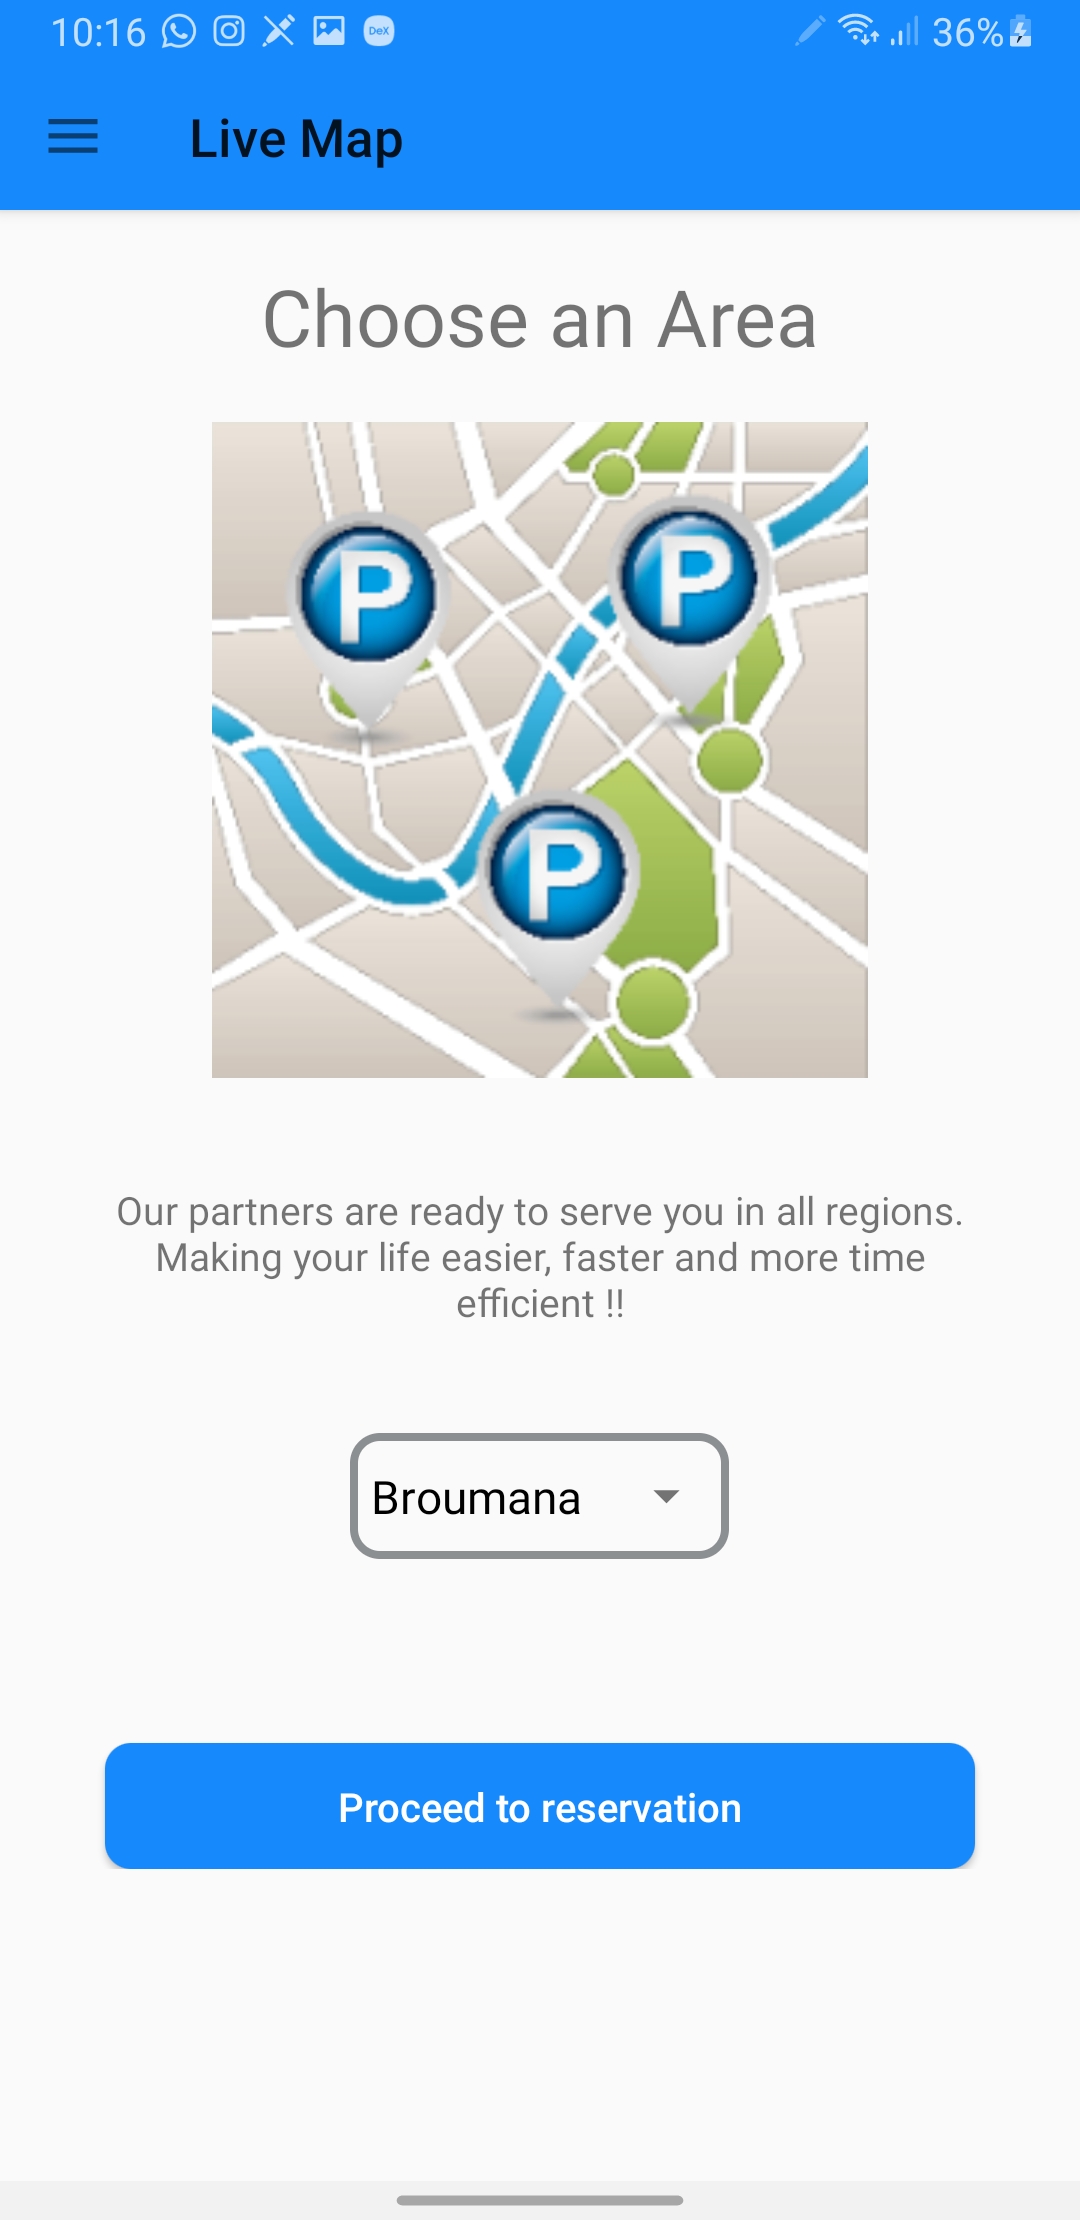 10:16 DeX 36%
Live Map
Choose an Area
P P
P
Our partners are ready to serve you in all regions.
Making your life easier, faster and more time
efficient !!
Broumana
Proceed to reservation